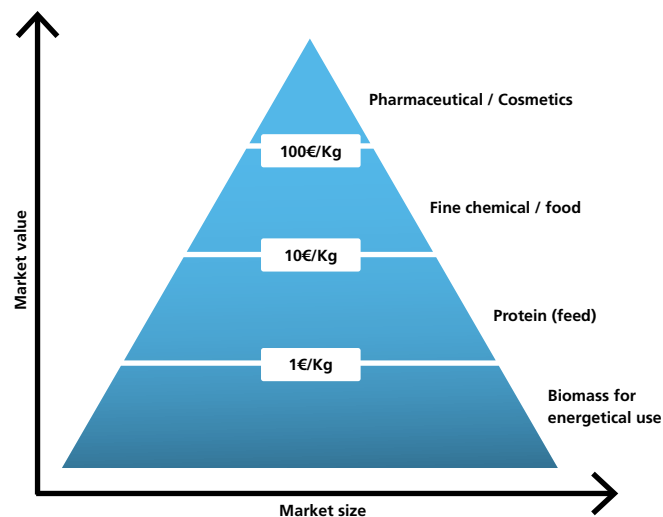 Pharmaceutical / Cosmetics
100€/Kg
Fine chemical / food
10€/Kg
Market value
Protein (feed)
1€/Kg
Biomass for
energetical use
Market size